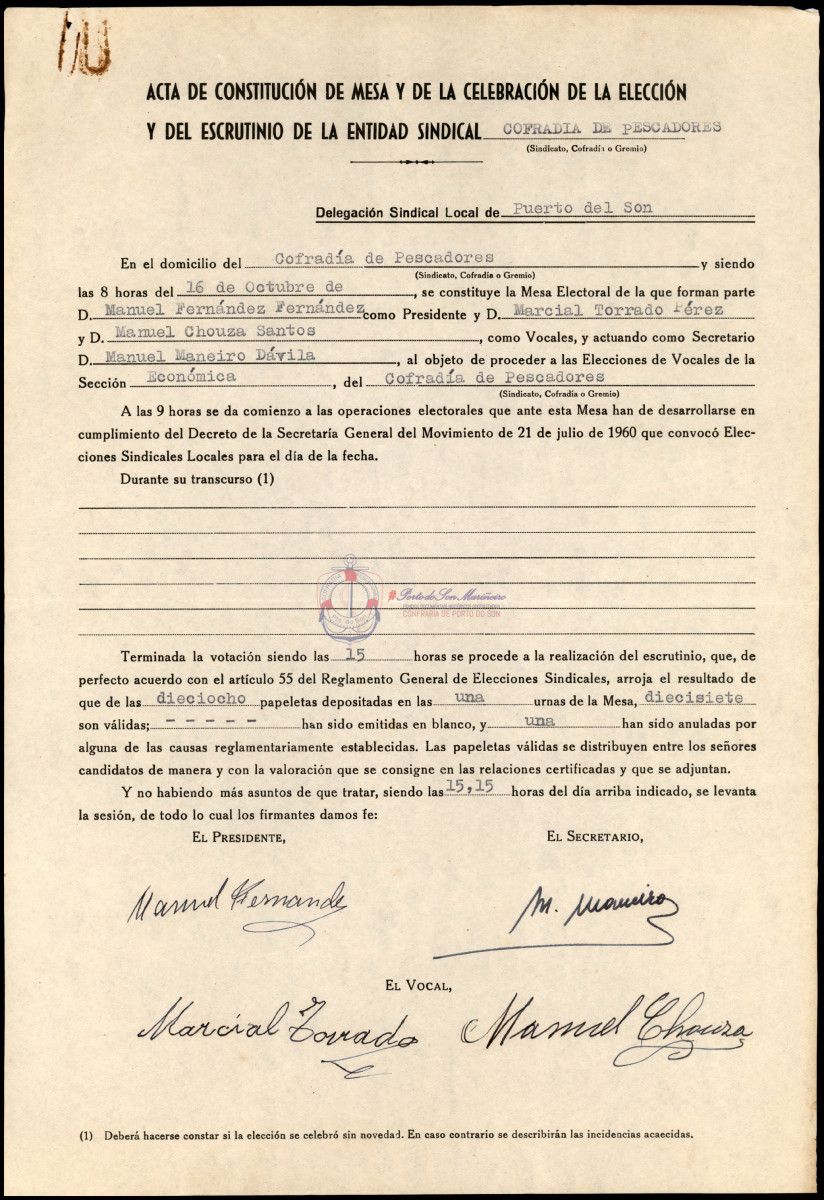 ACTA DE CONSTITUCIÓN DE MESA Y DE LA CELEBRACIÓN DE LA ELECCIÓN
Y DEL ESCRUTINIO DE LA ENTIDAD SINDICAL COFRADIA DE PESCADORES
(Sindicato, Cofradía o Gremio)
Delegación Sindical Local de Puerto del Son
En el domicilio del Cofradía de Pescadores y siendo
(Sindicato, Cofradía o Gremio)
las 8 horas del 16 de Octubre de , se constituye la Mesa Electoral de la que forman parte
D. Manuel Fernández Fernández como Presidente y D. Marcial Torrado Pérez
y D. Manuel Chouza Santos , como Vocales, y actuando como Secretario
D. Manuel Maneiro Dávila , al objeto de proceder a las Elecciones de Vocales de la
Sección Económica , del Cofradía de Pescadores
(Sindicato, Cofradía o Gremio)
A las 9 horas se da comienzo a las operaciones electorales que ante esta Mesa han de desarrollarse en
cumplimiento del Decreto de la Secretaría General del Movimiento de 21 de julio de 1960 que convocó Elec-
ciones Sindicales Locales para el día de la fecha.
Durante su transcurso (1)
#Porto do Son Mariñeiro
CONFRARÍA DE PORTO DO SON
Terminada la votación siendo las 15 horas se procede a la realización del escrutinio, que, de
perfecto acuerdo con el artículo 55 del Reglamento General de Elecciones Sindicales, arroja el resultado de
que de las dieciocho papeletas depositadas en las una urnas de la Mesa, diecisiete
son válidas; - - - - - han sido emitidas en blanco, y una han sido anuladas por
alguna de las causas reglamentariamente establecidas. Las papeletas válidas se distribuyen entre los señores
candidatos de manera y con la valoración que se consigne en las relaciones certificadas y que se adjuntan.
Y no habiendo más asuntos de que tratar, siendo las 15,15 horas del día arriba indicado, se levanta
la sesión, de todo lo cual los firmantes damos fe:
EL PRESIDENTE, EL SECRETARIO,
Manuel Fernande M. Maneiro
EL VOCAL,
Marcial Torrado Manuel Chouza
(1) Deberá hacerse constar si la elección se celebró sin novedad. En caso contrario se describirán las incidencias acaecidas.